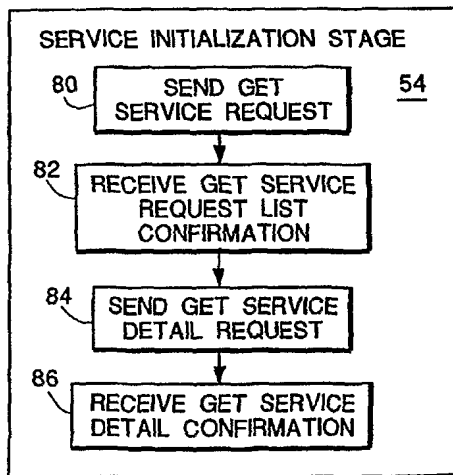 SERVICE INITIALIZATION STAGE
54
80
SEND GET
SERVICE REQUEST
82
RECEIVE GET SERVICE
REQUEST LIST
CONFIRMATION
84
SEND GET SERVICE
DETAIL REQUEST
86
RECEIVE GET SERVICE
DETAIL CONFIRMATION